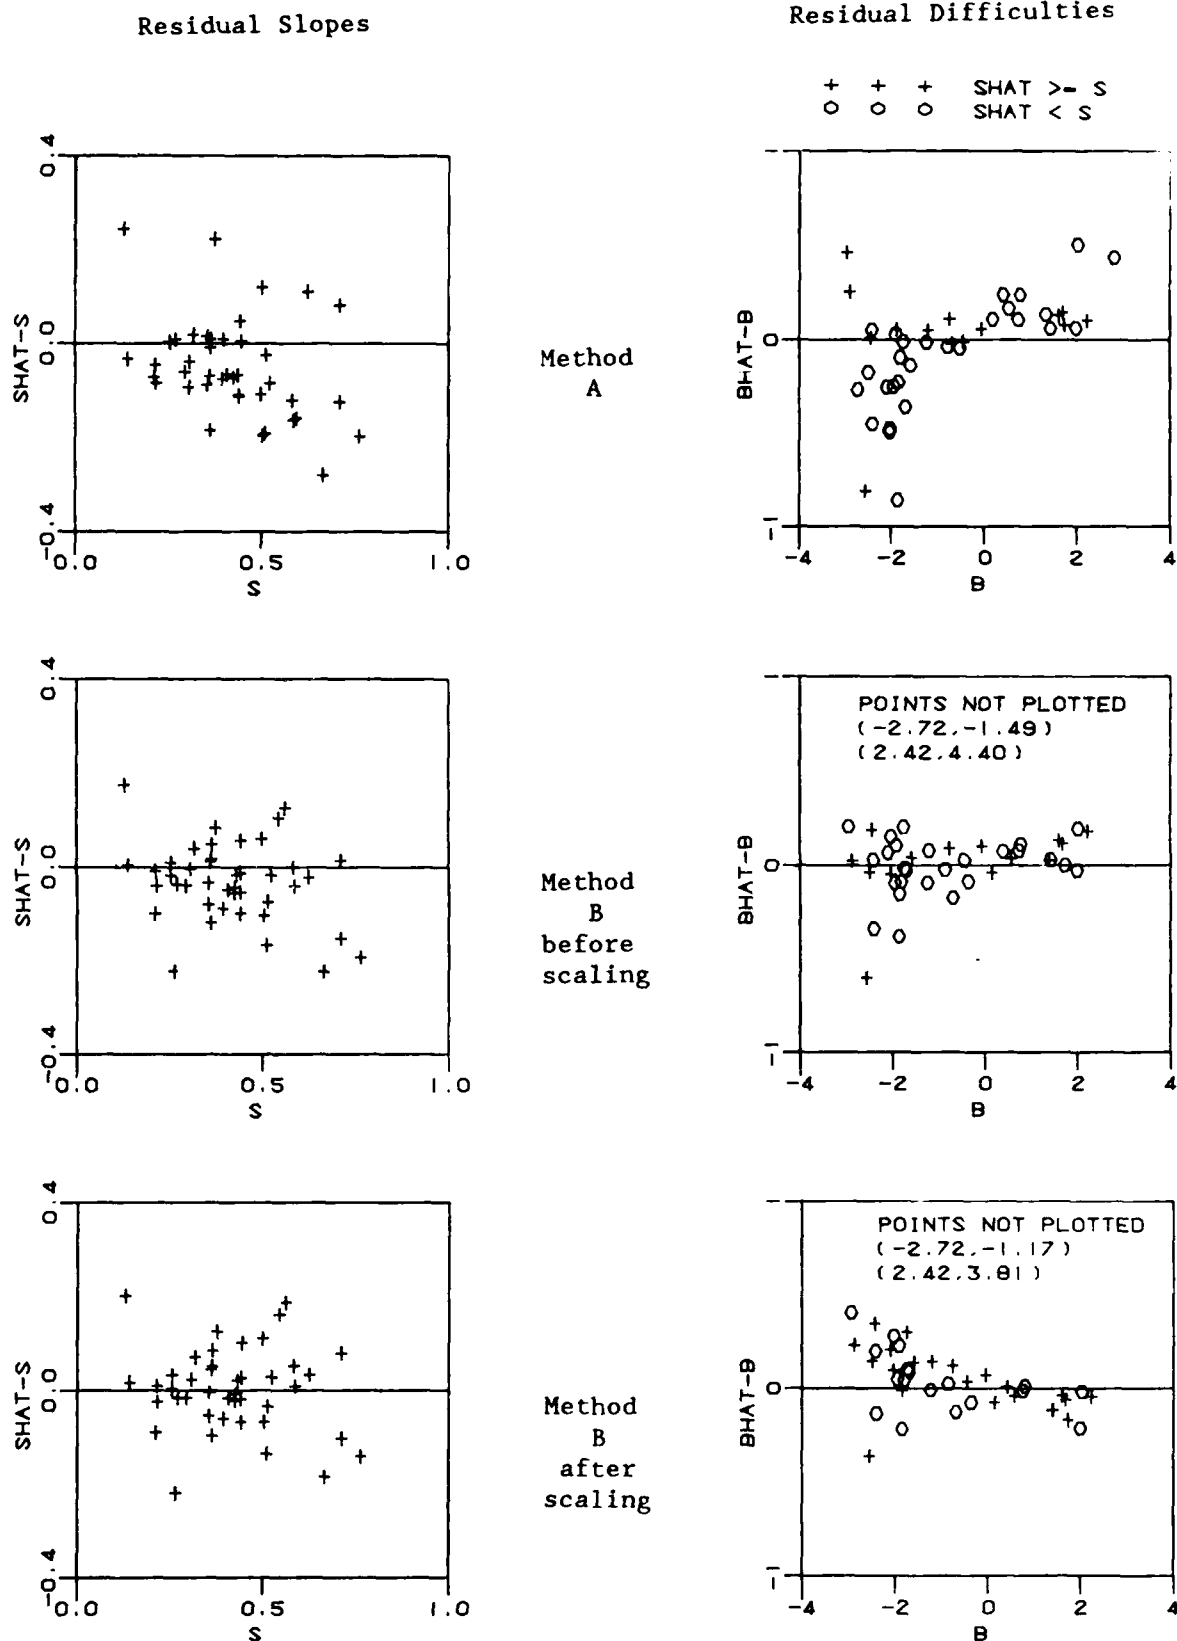 Residual Slopes
Residual Difficulties
+ + + SHAT >= S
O O O SHAT < S
0.4
0.0
-0.4
SHAT-S
0.0
0.5
1.0
S
Method
A
1
0
-1
BHAT-B
-4
-2
0
2
4
B
0.4
0.0
-0.4
SHAT-S
0.0
0.5
1.0
S
Method
B
before
scaling
POINTS NOT PLOTTED
(-2.72,-1.49)
(2.42,4.40)
1
0
-1
BHAT-B
-4
-2
0
2
4
B
0.4
0.0
-0.4
SHAT-S
0.0
0.5
1.0
S
Method
B
after
scaling
POINTS NOT PLOTTED
(-2.72,-1.17)
(2.42,3.81)
1
0
-1
BHAT-B
-4
-2
0
2
4
B